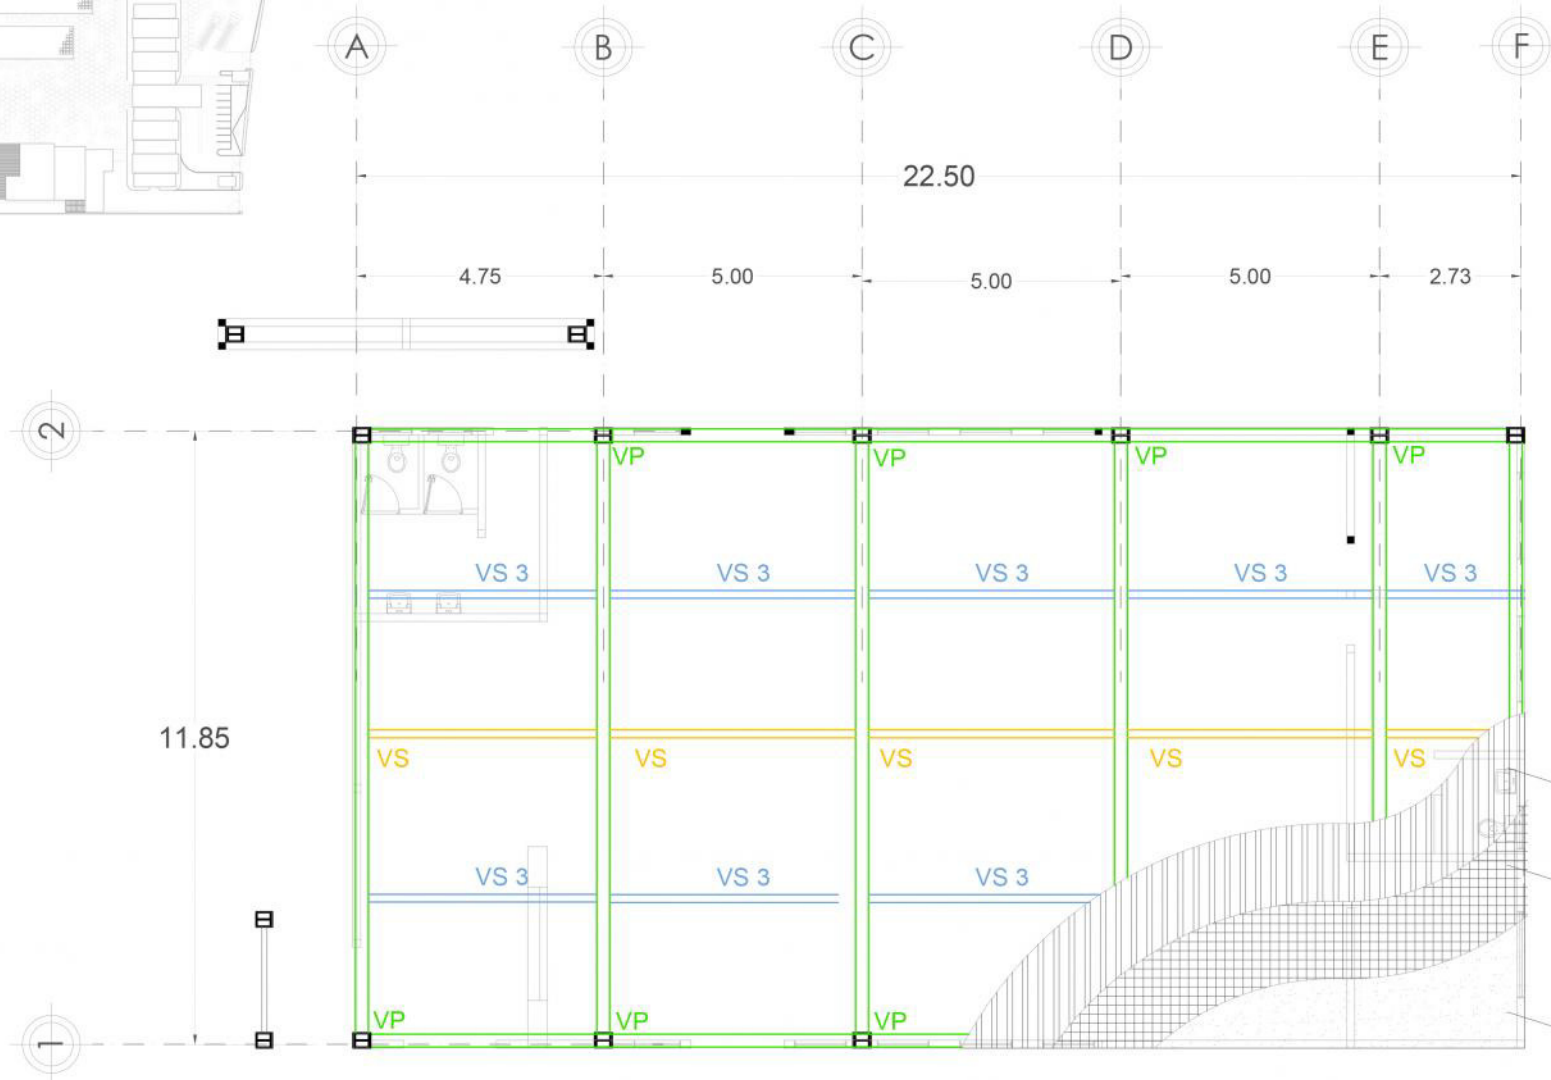 A B C D E F
22.50
4.75 5.00 5.00 5.00 2.73
2
VP VP VP VP
VS 3 VS 3 VS 3 VS 3 VS 3
11.85
VS VS VS VS VS
VS 3 VS 3 VS 3
VP VP VP
1